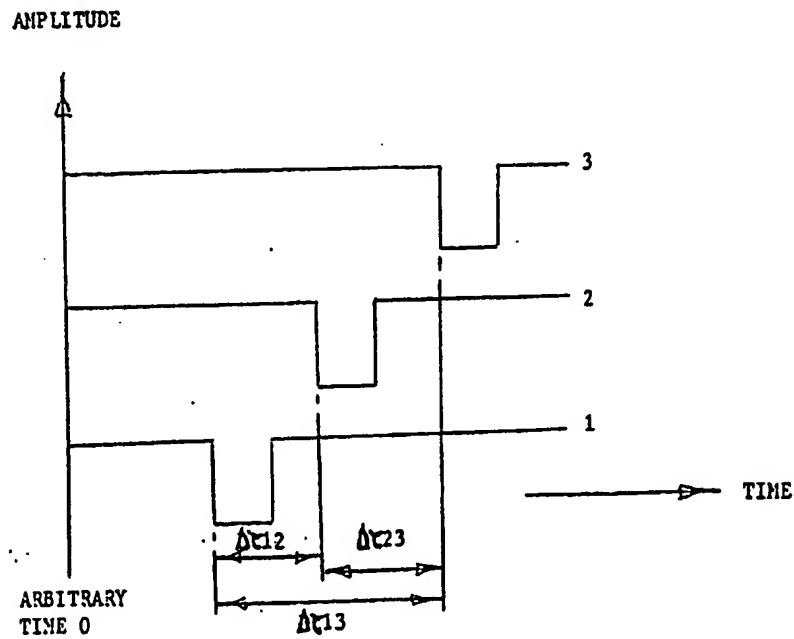 AMPLITUDE
3
2
1
TIME
Δτ12
Δτ23
Δτ13
ARBITRARY
TIME 0